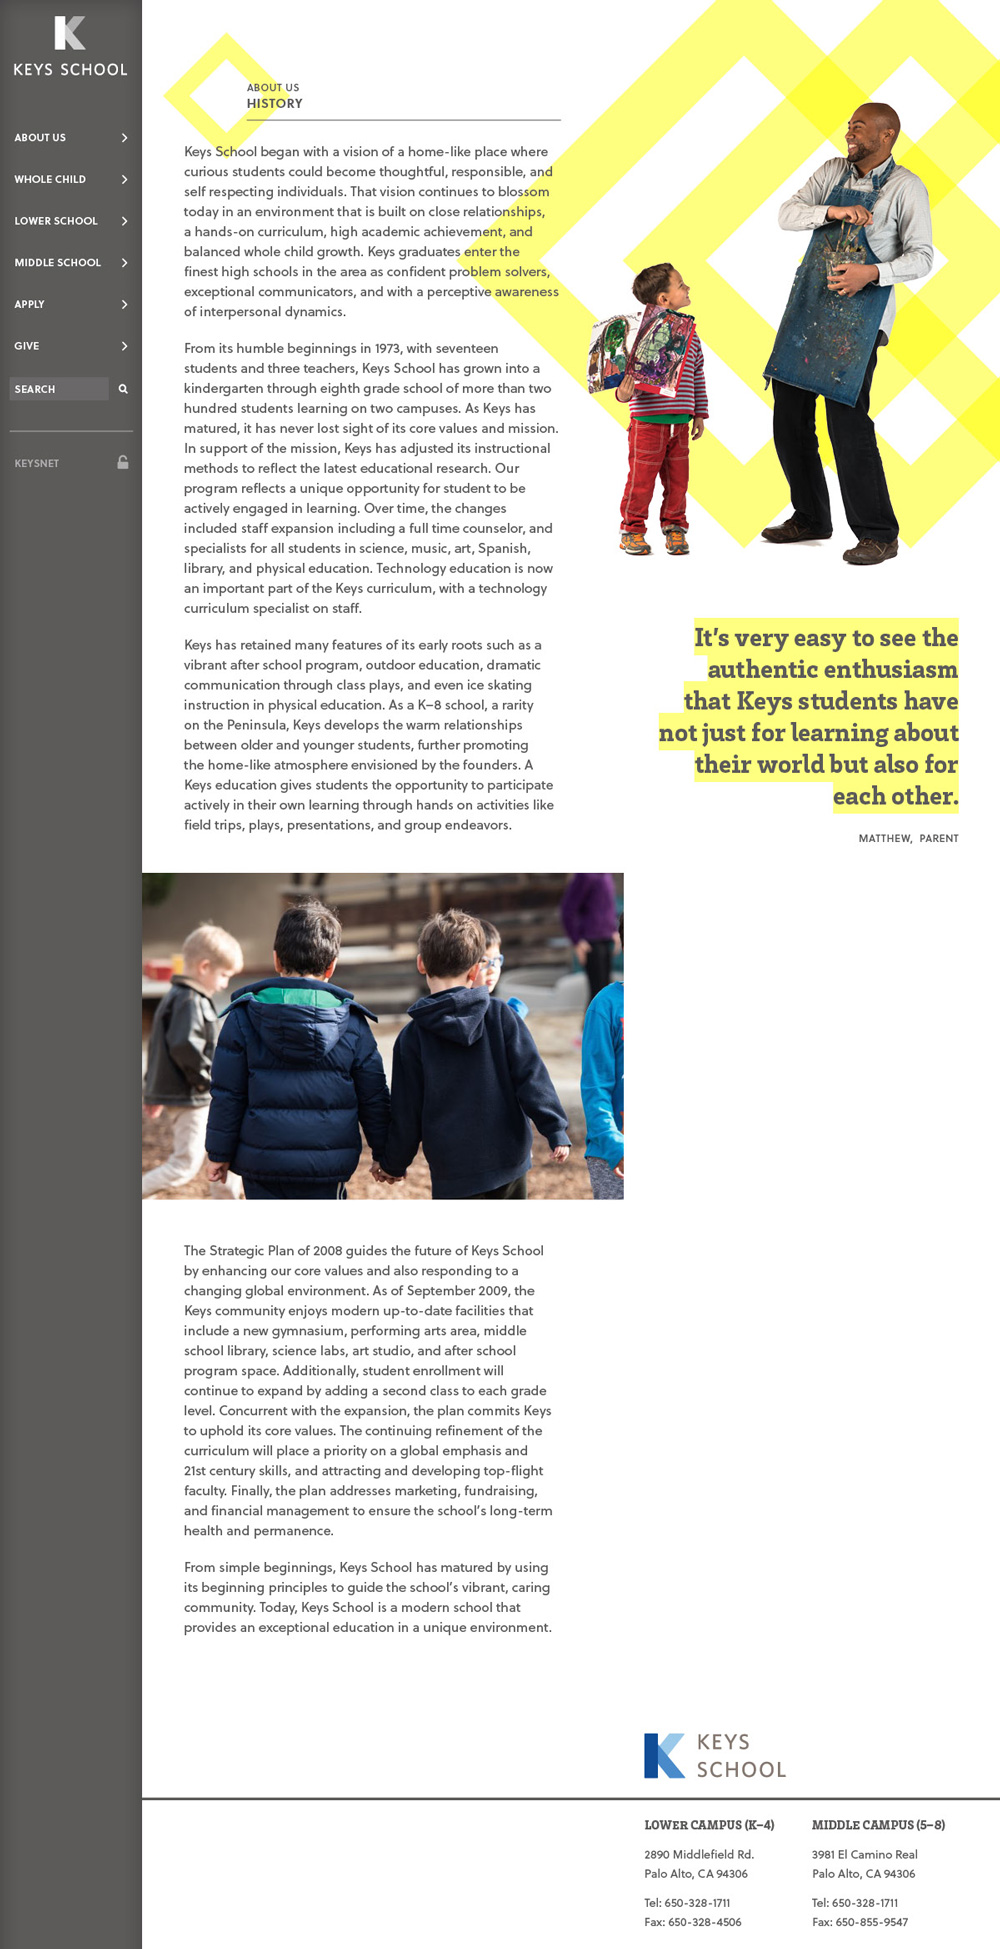 KEYS SCHOOL
ABOUT US
WHOLE CHILD
LOWER SCHOOL
MIDDLE SCHOOL
APPLY
GIVE
SEARCH
KEYSNET
ABOUT US
HISTORY
Keys School began with a vision of a home-like place where
curious students could become thoughtful, responsible, and
self respecting individuals. That vision continues to blossom
today in an environment that is built on close relationships,
a hands-on curriculum, high academic achievement, and
balanced whole child growth. Keys graduates enter the
finest high schools in the area as confident problem solvers,
exceptional communicators, and with a perceptive awareness
of interpersonal dynamics.
From its humble beginnings in 1973, with seventeen
students and three teachers, Keys School has grown into a
kindergarten through eighth grade school of more than two
hundred students learning on two campuses. As Keys has
matured, it has never lost sight of its core values and mission.
In support of the mission, Keys has adjusted its instructional
methods to reflect the latest educational research. Our
program reflects a unique opportunity for student to be
actively engaged in learning. Over time, the changes
included staff expansion including a full time counselor, and
specialists for all students in science, music, art, Spanish,
library, and physical education. Technology education is now
an important part of the Keys curriculum, with a technology
curriculum specialist on staff.
Keys has retained many features of its early roots such as a
vibrant after school program, outdoor education, dramatic
communication through class plays, and even ice skating
instruction in physical education. As a K–8 school, a rarity
on the Peninsula, Keys develops the warm relationships
between older and younger students, further promoting
the home-like atmosphere envisioned by the founders. A
Keys education gives students the opportunity to participate
actively in their own learning through hands on activities like
field trips, plays, presentations, and group endeavors.
It's very easy to see the
authentic enthusiasm
that Keys students have
not just for learning about
their world but also for
each other.
MATTHEW, PARENT
The Strategic Plan of 2008 guides the future of Keys School
by enhancing our core values and also responding to a
changing global environment. As of September 2009, the
Keys community enjoys modern up-to-date facilities that
include a new gymnasium, performing arts area, middle
school library, science labs, art studio, and after school
program space. Additionally, student enrollment will
continue to expand by adding a second class to each grade
level. Concurrent with the expansion, the plan commits Keys
to uphold its core values. The continuing refinement of the
curriculum will place a priority on a global emphasis and
21st century skills, and attracting and developing top-flight
faculty. Finally, the plan addresses marketing, fundraising,
and financial management to ensure the school's long-term
health and permanence.
From simple beginnings, Keys School has matured by using
its beginning principles to guide the school's vibrant, caring
community. Today, Keys School is a modern school that
provides an exceptional education in a unique environment.
KEYS
SCHOOL
LOWER CAMPUS (K–4)
2890 Middlefield Rd.
Palo Alto, CA 94306
Tel: 650-328-1711
Fax: 650-328-4506
MIDDLE CAMPUS (5–8)
3981 El Camino Real
Palo Alto, CA 94306
Tel: 650-328-1711
Fax: 650-855-9547